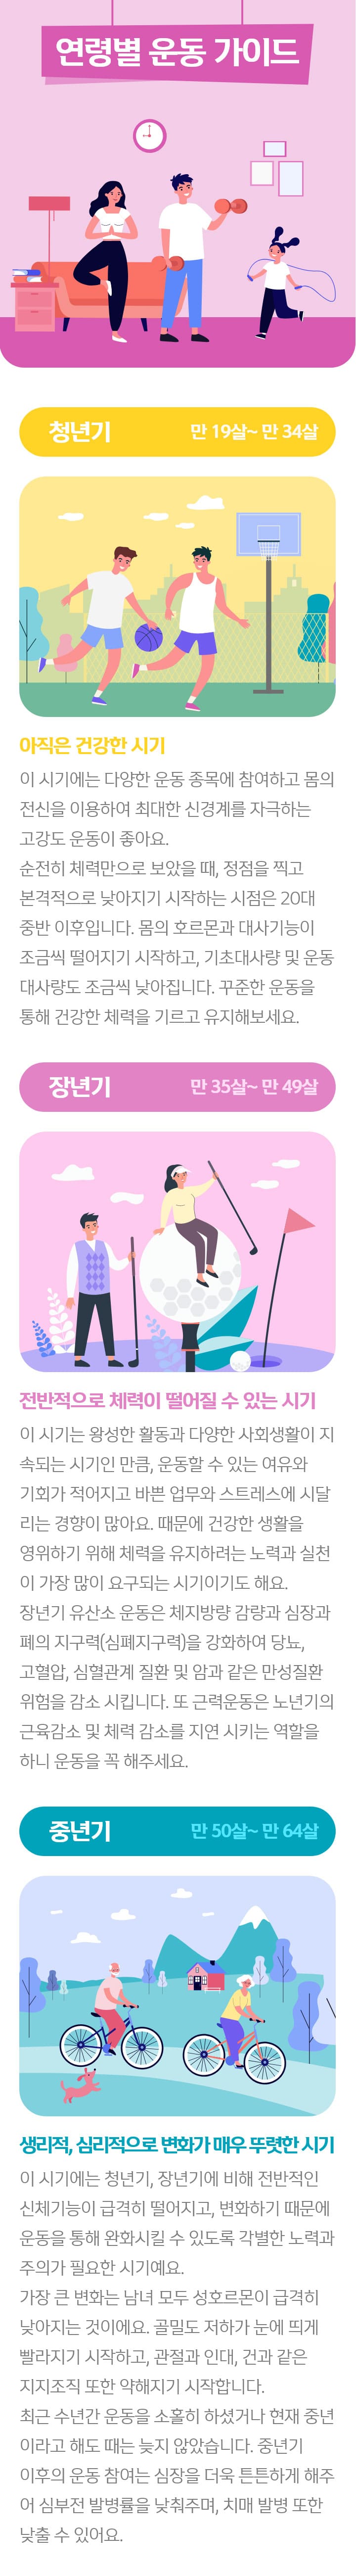 연령별 운동 가이드
청년기 만 19살~ 만 34살
아직은 건강한 시기
이 시기에는 다양한 운동 종목에 참여하고 몸의
전신을 이용하여 최대한 신경계를 자극하는
고강도 운동이 좋아요.
순전히 체력만으로 보았을 때, 정점을 찍고
본격적으로 낮아지기 시작하는 시점은 20대
중반 이후입니다. 몸의 호르몬과 대사기능이
조금씩 떨어지기 시작하고, 기초대사량 및 운동
대사량도 조금씩 낮아집니다. 꾸준한 운동을
통해 건강한 체력을 기르고 유지해보세요.
장년기 만 35살~ 만 49살
전반적으로 체력이 떨어질 수 있는 시기
이 시기는 왕성한 활동과 다양한 사회생활이 지
속되는 시기인 만큼, 운동할 수 있는 여유와
기회가 적어지고 바쁜 업무와 스트레스에 시달
리는 경향이 많아요. 때문에 건강한 생활을
영위하기 위해 체력을 유지하려는 노력과 실천
이 가장 많이 요구되는 시기이기도 해요.
장년기 유산소 운동은 체지방량 감량과 심장과
폐의 지구력(심폐지구력)을 강화하여 당뇨,
고혈압, 심혈관계 질환 및 암과 같은 만성질환
위험을 감소 시킵니다. 또 근력운동은 노년기의
근육감소 및 체력 감소를 지연 시키는 역할을
하니 운동을 꼭 해주세요.
중년기 만 50살~ 만 64살
생리적, 심리적으로 변화가 매우 뚜렷한 시기
이 시기에는 청년기, 장년기에 비해 전반적인
신체기능이 급격히 떨어지고, 변화하기 때문에
운동을 통해 완화시킬 수 있도록 각별한 노력과
주의가 필요한 시기예요.
가장 큰 변화는 남녀 모두 성호르몬이 급격히
낮아지는 것이에요. 골밀도 저하가 눈에 띄게
빨라지기 시작하고, 관절과 인대, 건과 같은
지지조직 또한 약해지기 시작합니다.
최근 수년간 운동을 소홀히 하셨거나 현재 중년
이라고 해도 때는 늦지 않았습니다. 중년기
이후의 운동 참여는 심장을 더욱 튼튼하게 해주
어 심부전 발병률을 낮춰주며, 치매 발병 또한
낮출 수 있어요.